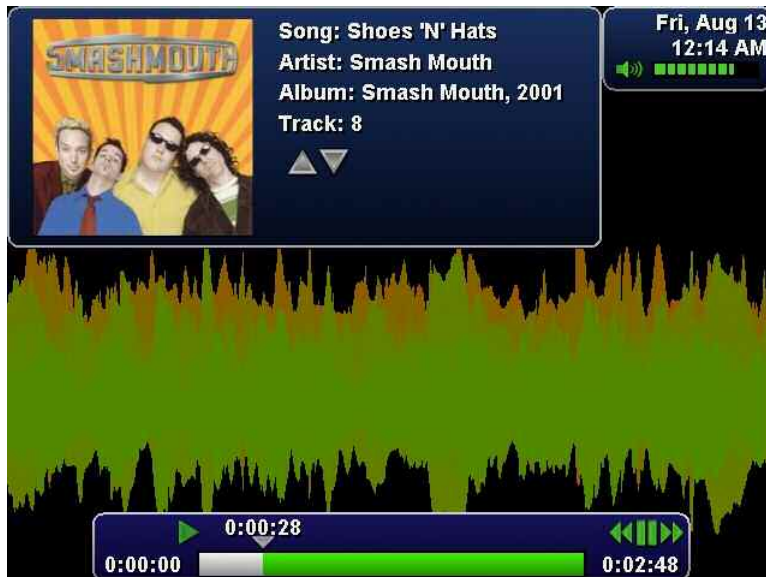 SMASHMOUTH
Song: Shoes 'N' Hats
Artist: Smash Mouth
Album: Smash Mouth, 2001
Track: 8
Fri, Aug 13
12:14 AM
0:00:28
0:00:00
0:02:48